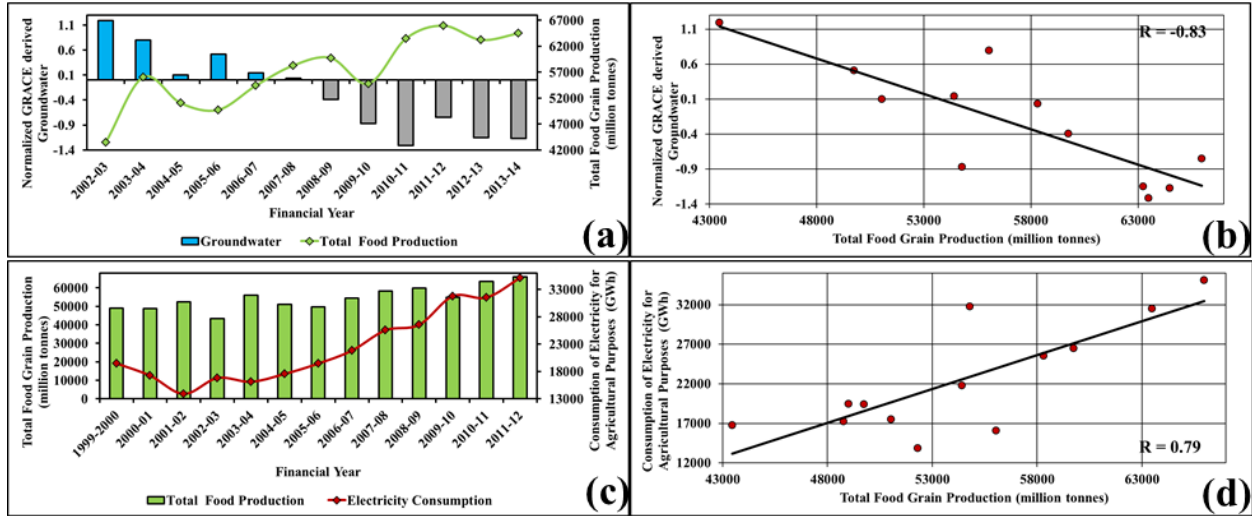 Normalized GRACE derived
Groundwater
1.1
0.6
0.1
-0.4
-0.9
-1.4
67000
62000
57000
52000
47000
42000
Total Food Grain Production
(million tonnes)
2002-03
2003-04
2004-05
2005-06
2006-07
2007-08
2008-09
2009-10
2010-11
2011-12
2012-13
2013-14
Financial Year
Groundwater
Total Food Production
(a)
Normalized GRACE derived
Groundwater
1.1
0.6
0.1
-0.4
-0.9
-1.4
R = -0.83
43000 48000 53000 58000 63000
Total Food Grain Production (million tonnes)
(b)
Total Food Grain Production
(million tonnes)
60000
50000
40000
30000
20000
10000
0
33000
28000
23000
18000
13000
Consumption of Electricity for
Agricultural Purposes (GWh)
1999-2000
2000-01
2001-02
2002-03
2003-04
2004-05
2005-06
2006-07
2007-08
2008-09
2009-10
2010-11
2011-12
Financial Year
Total Food Production
Electricity Consumption
(c)
Consumption of Electricity for
Agricultural Purposes (GWh)
32000
27000
22000
17000
12000
R = 0.79
43000 48000 53000 58000 63000
Total Food Grain Production (million tonnes)
(d)